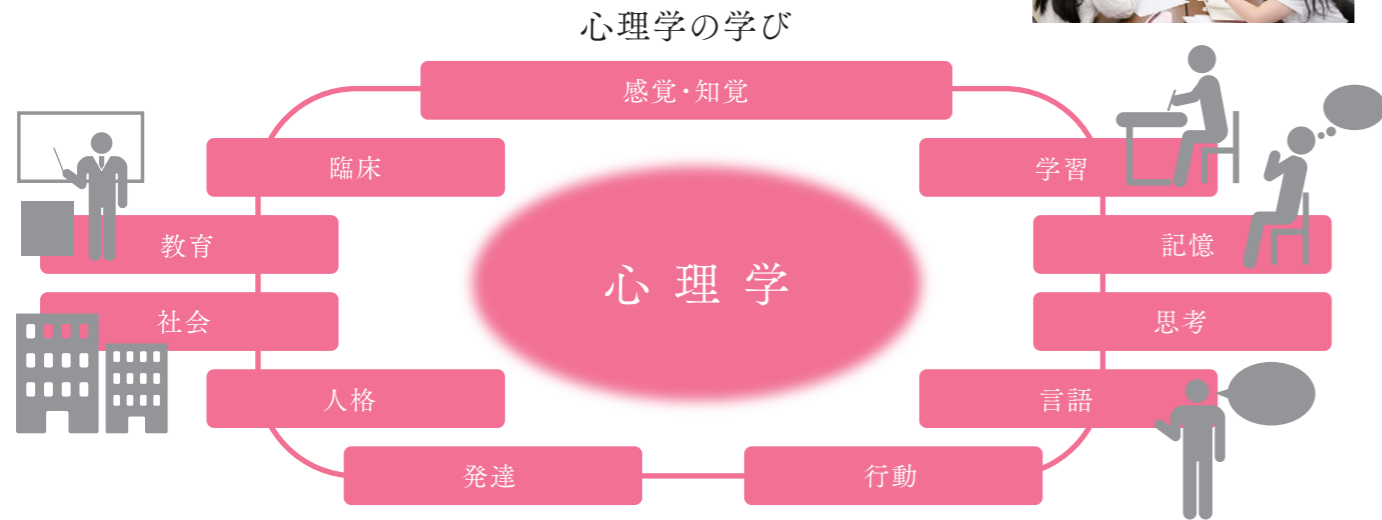 心理学の学び
感覚・知覚
臨床
学習
教育
記憶
心理学
社会
思考
人格
言語
発達
行動